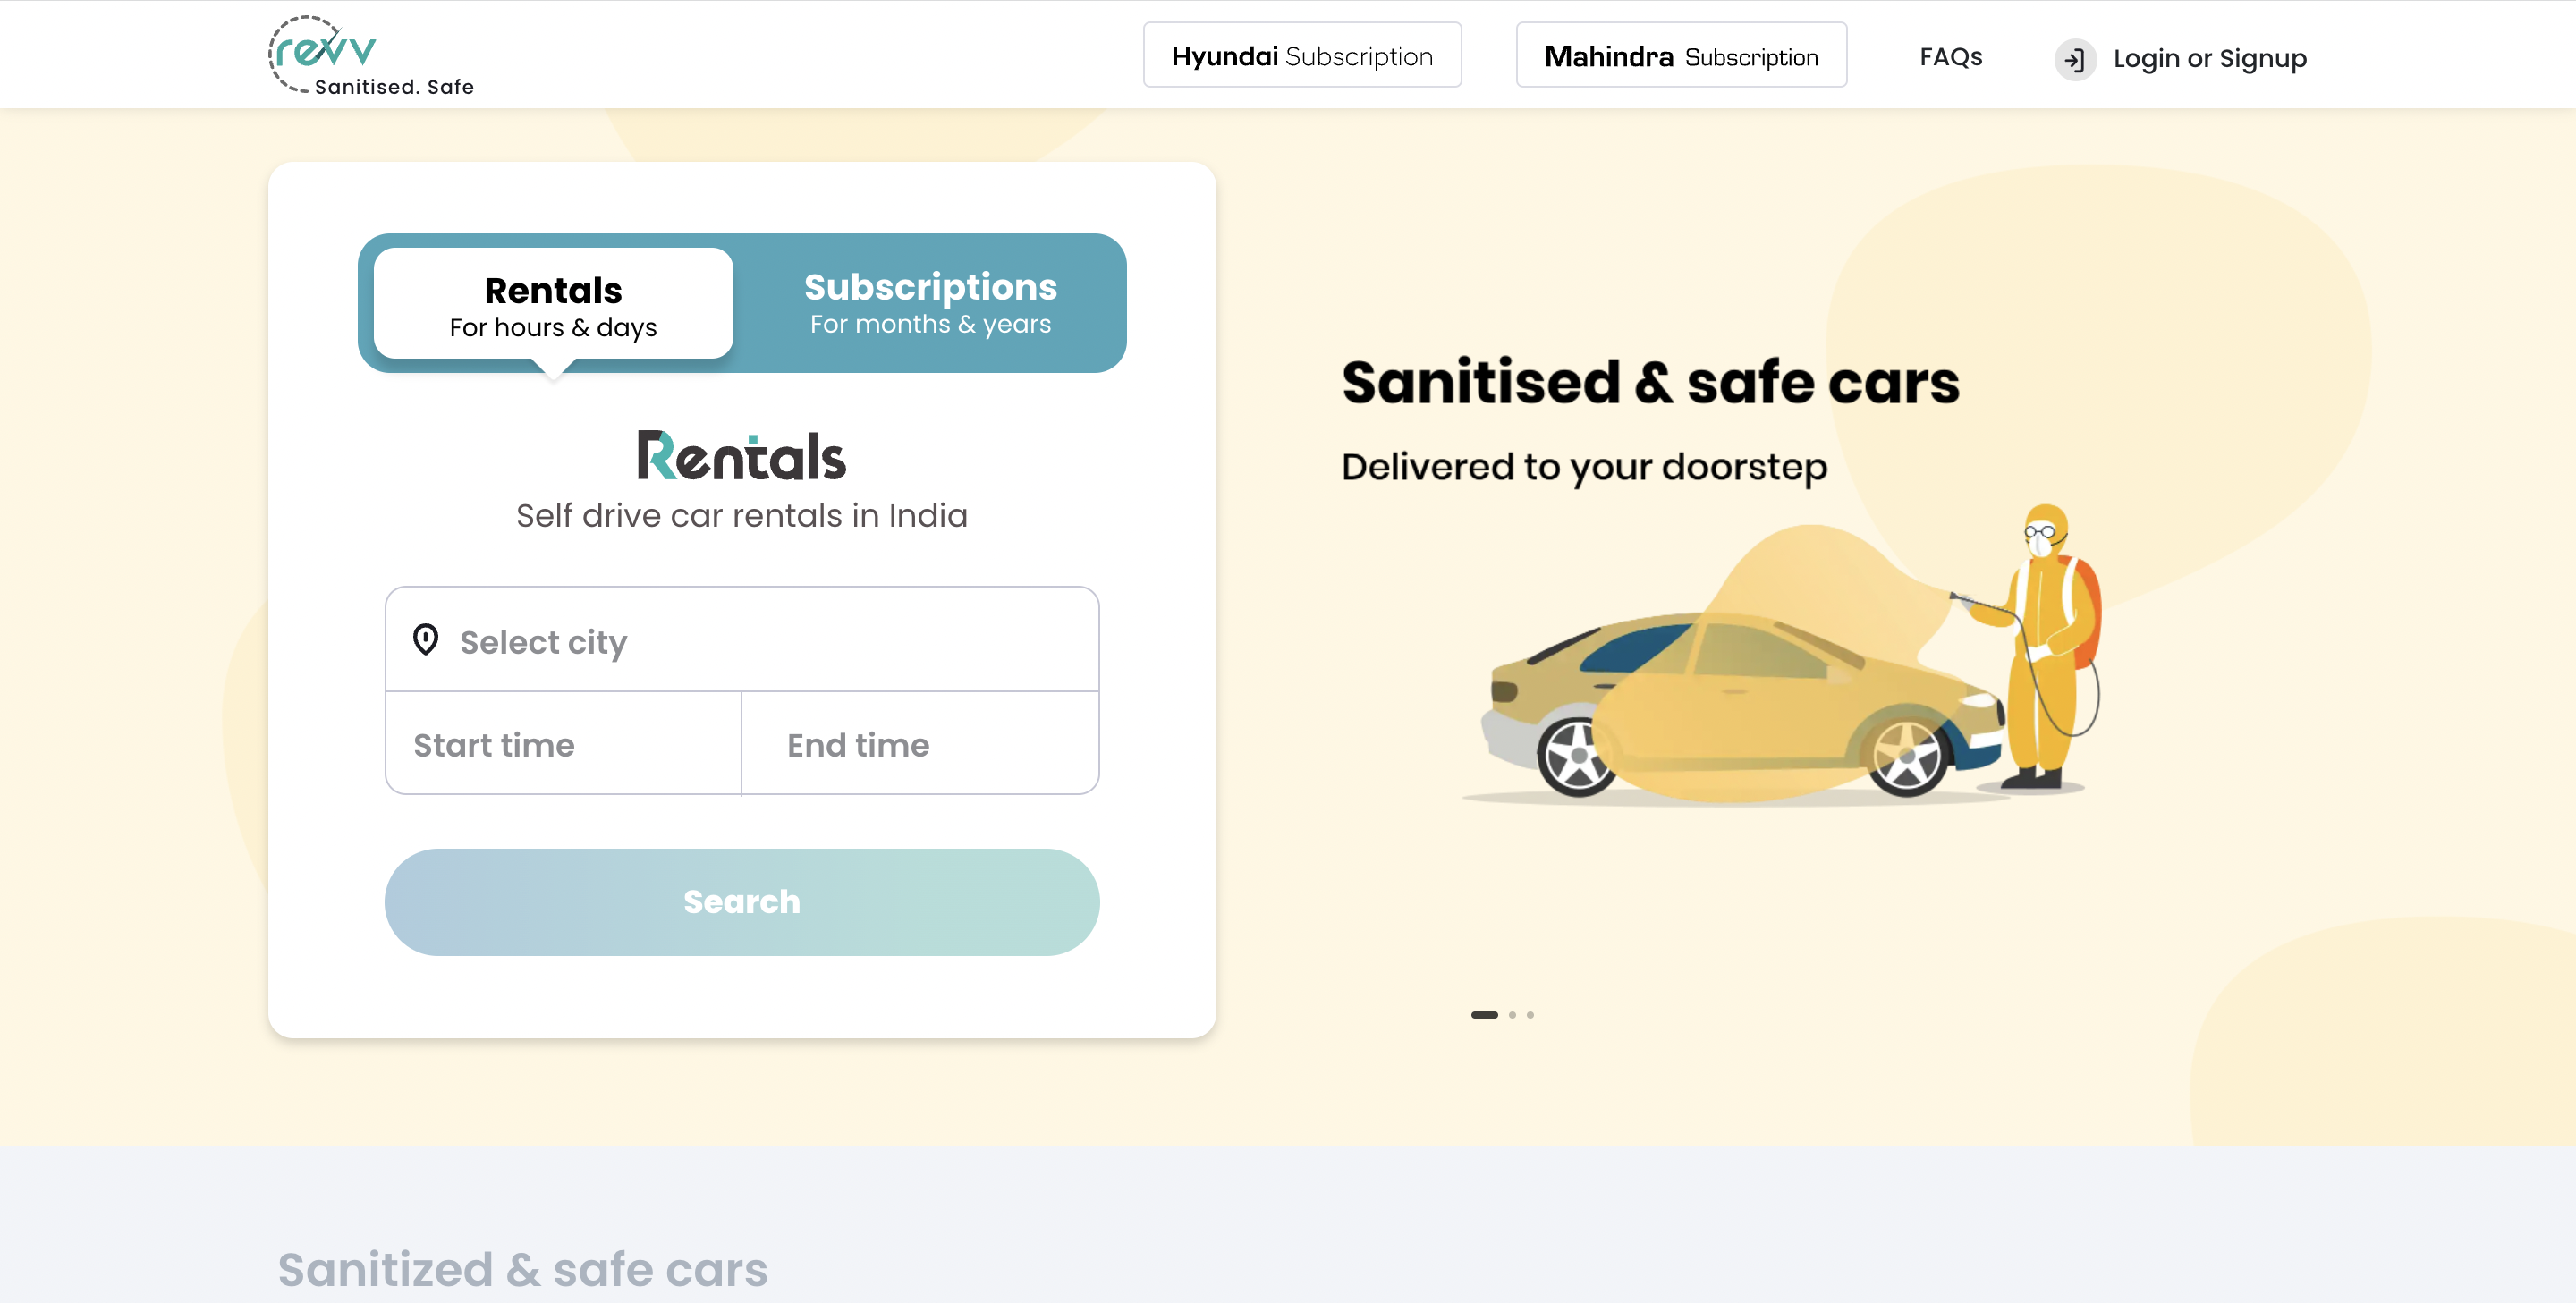 revv
Sanitised. Safe
Hyundai Subscription
Mahindra Subscription
FAQs
Login or Signup
Rentals
For hours & days
Subscriptions
For months & years
Rentals
Self drive car rentals in India
Select city
Start time
End time
Search
Sanitised & safe cars
Delivered to your doorstep
Sanitized & safe cars